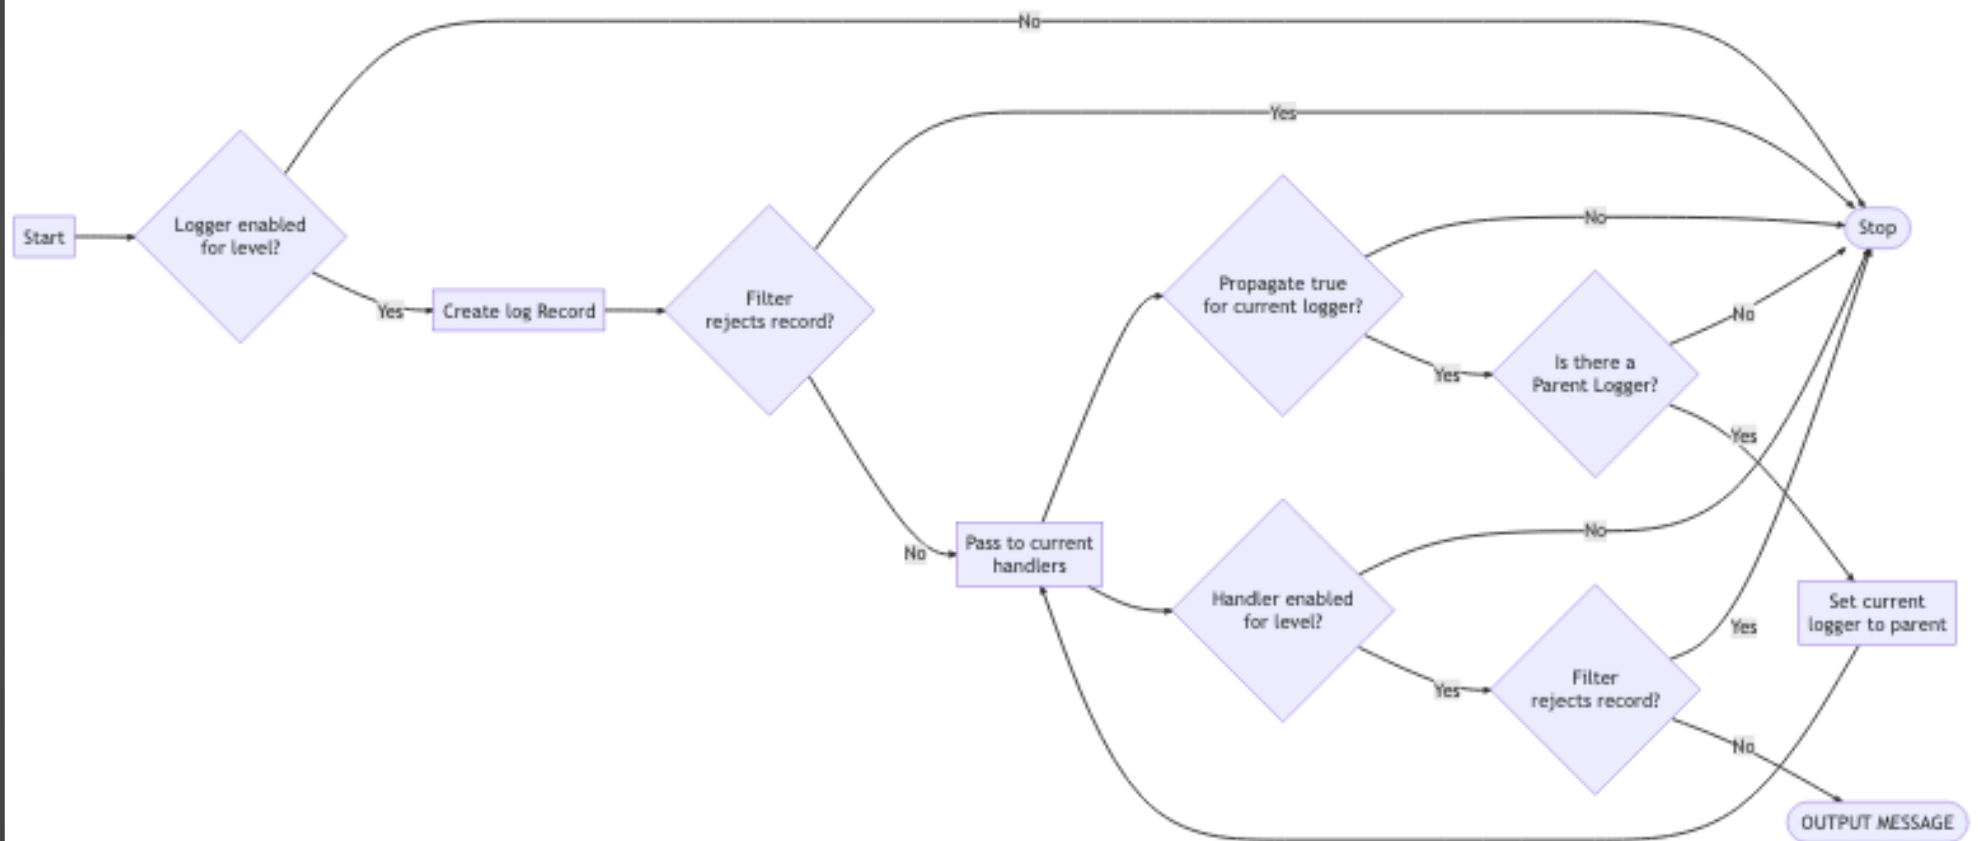 No
Yes
Start
Logger enabled
for level?
Yes
Create log Record
Filter
rejects record?
No
Pass to current
handlers
Propagate true
for current logger?
No
Yes
Is there a
Parent Logger?
No
Yes
Stop
Handler enabled
for level?
No
Yes
Filter
rejects record?
Yes
No
Set current
logger to parent
OUTPUT MESSAGE